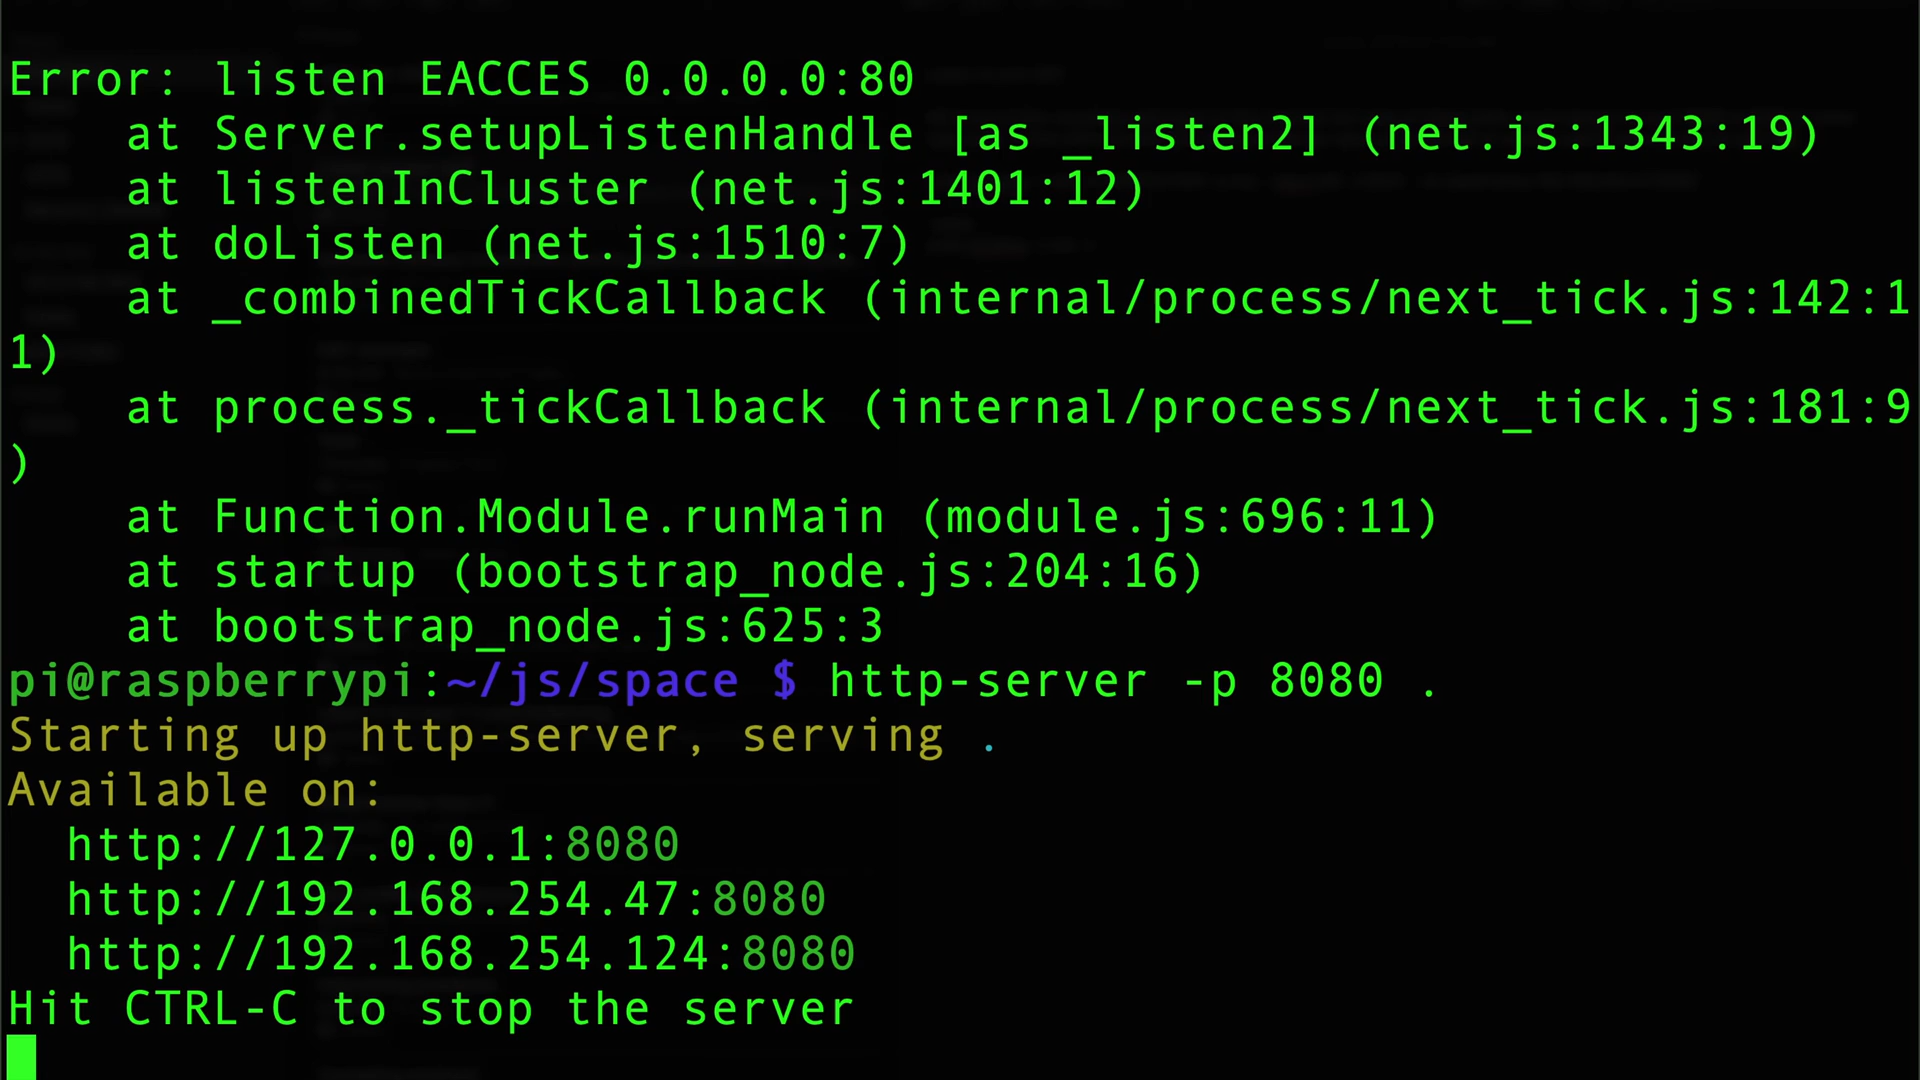 Error: listen EACCES 0.0.0.0:80
    at Server.setupListenHandle [as _listen2] (net.js:1343:19)
    at listenInCluster (net.js:1401:12)
    at doListen (net.js:1510:7)
    at _combinedTickCallback (internal/process/next_tick.js:142:1
1)
    at process._tickCallback (internal/process/next_tick.js:181:9
)
    at Function.Module.runMain (module.js:696:11)
    at startup (bootstrap_node.js:204:16)
    at bootstrap_node.js:625:3
pi@raspberrypi:~/js/space $ http-server -p 8080 .
Starting up http-server, serving .
Available on:
  http://127.0.0.1:8080
  http://192.168.254.47:8080
  http://192.168.254.124:8080
Hit CTRL-C to stop the server